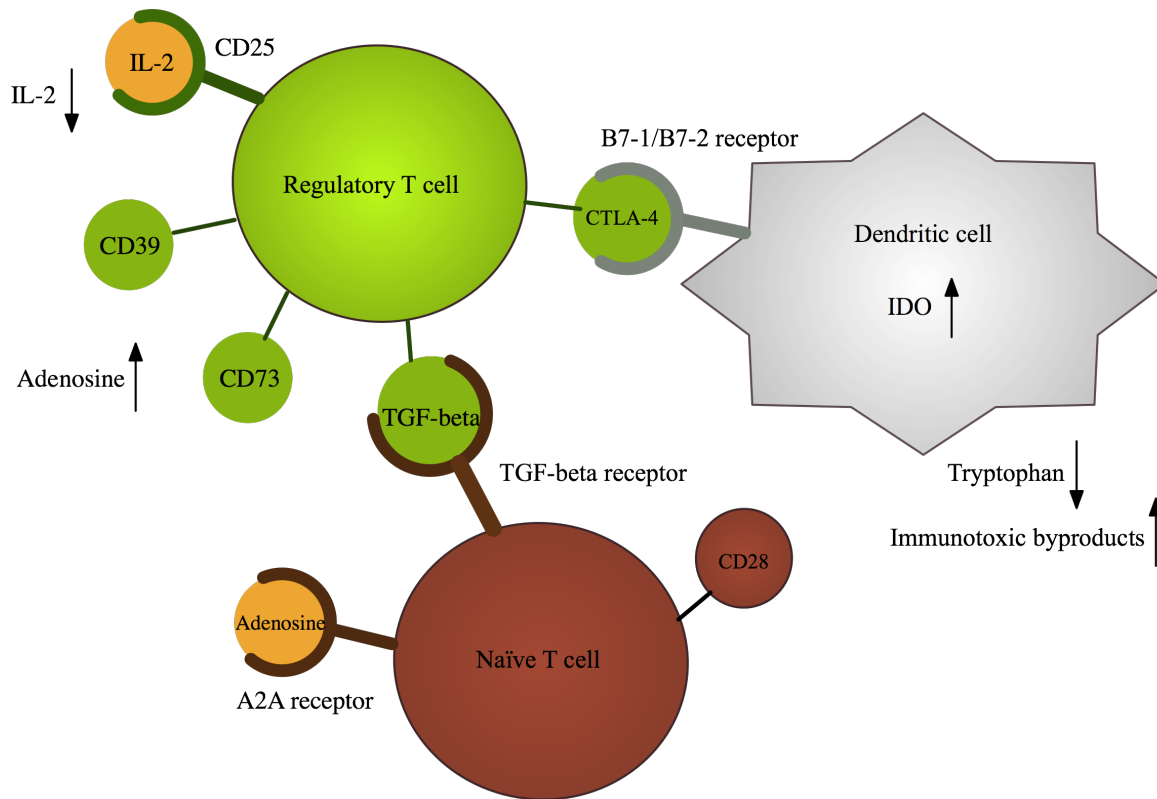 IL-2
CD25
IL-2
Regulatory T cell
B7-1/B7-2 receptor
CTLA-4
Dendritic cell
IDO
CD39
Adenosine
CD73
TGF-beta
TGF-beta receptor
Tryptophan
Immunotoxic byproducts
CD28
Adenosine
Naïve T cell
A2A receptor